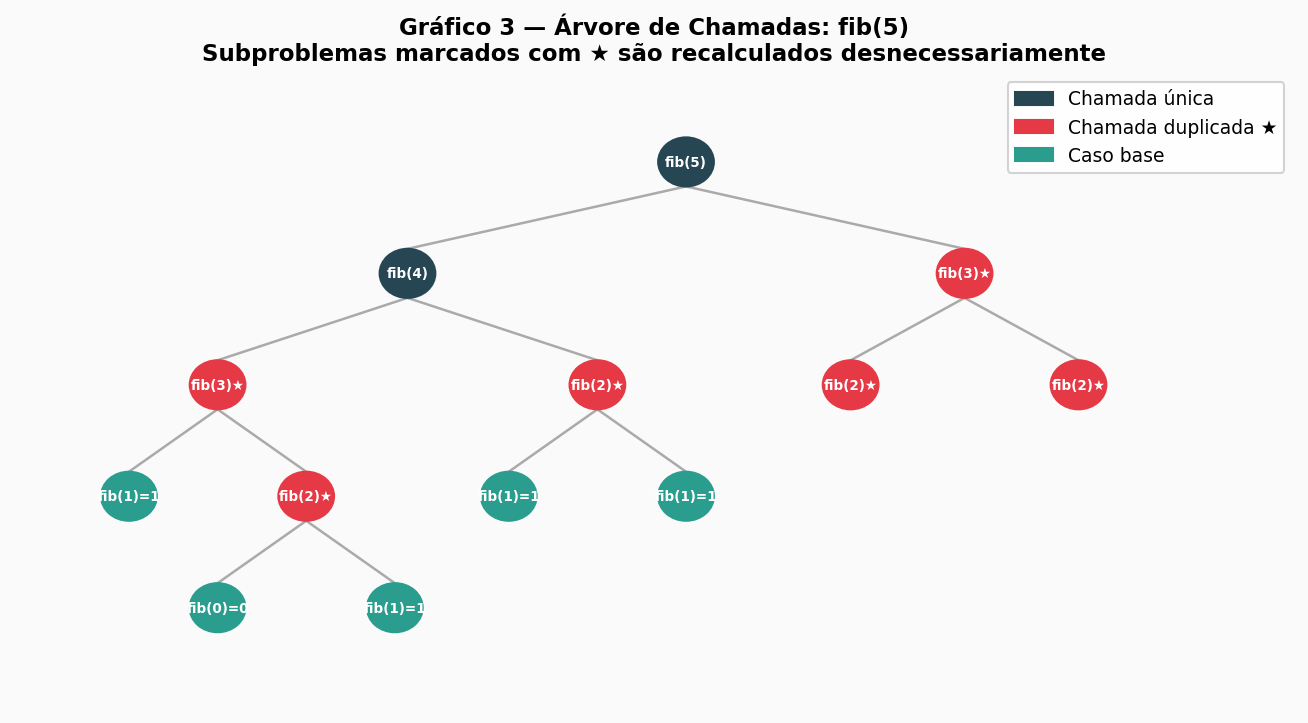 Gráfico 3 — Árvore de Chamadas: fib(5)
Subproblemas marcados com ★ são recalculados desnecessariamente
Chamada única
Chamada duplicada ★
Caso base
fib(5)
fib(4)
fib(3)★
fib(3)★
fib(2)★
fib(2)★
fib(2)★
fib(1)=1
fib(2)★
fib(1)=1
fib(1)=1
fib(0)=0
fib(1)=1